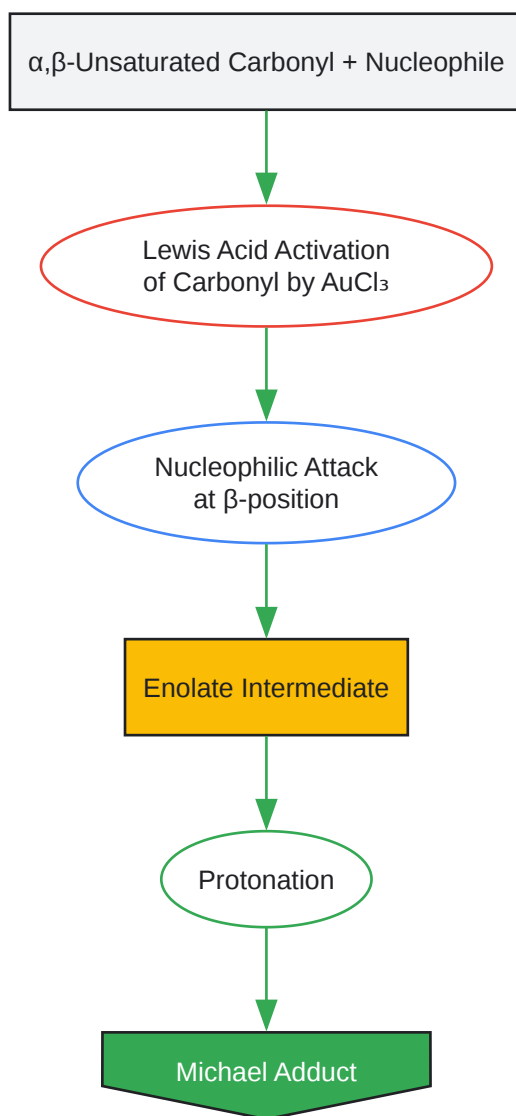 α,β-Unsaturated Carbonyl + Nucleophile
Lewis Acid Activation
of Carbonyl by AuCl₃
Nucleophilic Attack
at β-position
Enolate Intermediate
Protonation
Michael Adduct